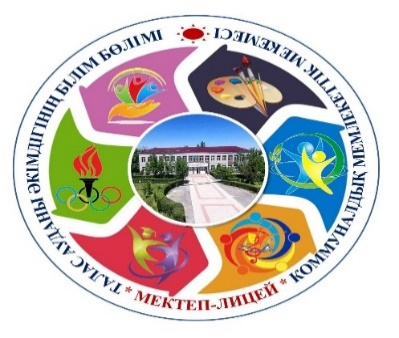 ТАЛАС АУДАНЫ ӘКІМДІГІНІҢ БІЛІМ БӨЛІМІ
* МЕКТЕП-ЛИЦЕЙ *
КОММУНАЛДЫҚ МЕМЛЕКЕТТІК МЕКЕМЕСІ